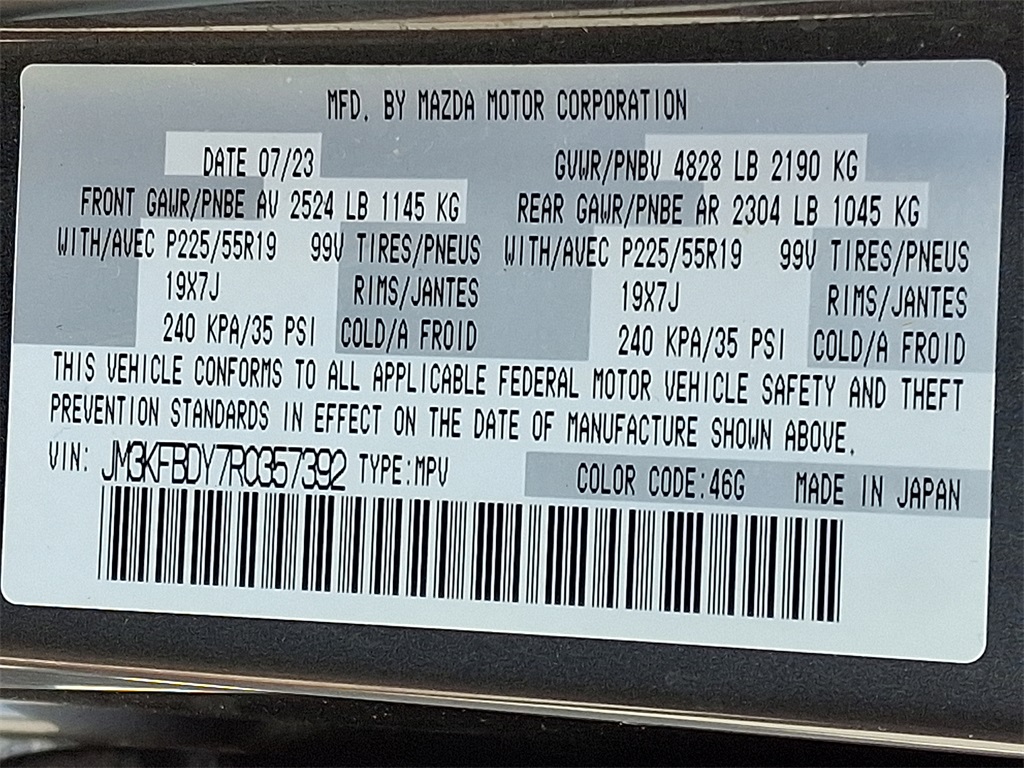 MFD. BY MAZDA MOTOR CORPORATION
DATE 07/23 GVWR/PNBV 4828 LB 2190 KG
FRONT GAWR/PNBE AV 2524 LB 1145 KG REAR GAWR/PNBE AR 2304 LB 1045 KG
WITH/AVEC P225/55R19 99V TIRES/PNEUS WITH/AVEC P225/55R19 99V TIRES/PNEUS
19X7J RIMS/JANTES 19X7J RIMS/JANTES
240 KPA/35 PSI COLD/A FROID 240 KPA/35 PSI COLD/A FROID
THIS VEHICLE CONFORMS TO ALL APPLICABLE FEDERAL MOTOR VEHICLE SAFETY AND THEFT
PREVENTION STANDARDS IN EFFECT ON THE DATE OF MANUFACTURE SHOWN ABOVE.
VIN: JM3KFBDY7R0357392 TYPE:MPV COLOR CODE:46G MADE IN JAPAN